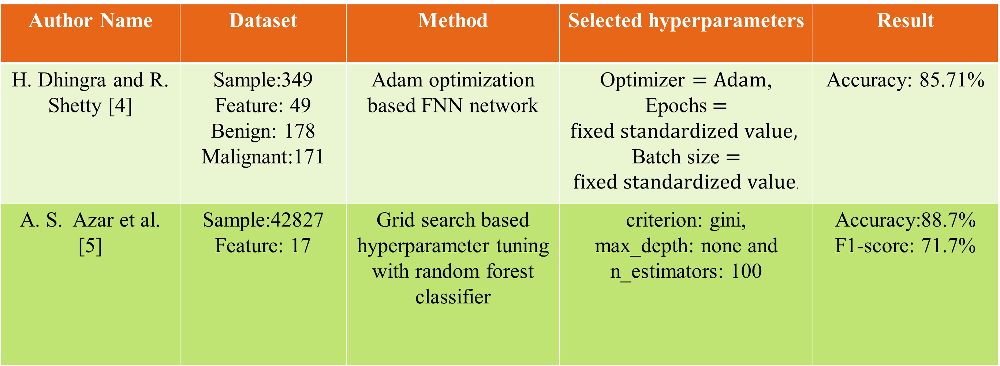 Author Name
Dataset
Method
Selected hyperparameters
Result
H. Dhingra and R.
Shetty [4]
Sample:349
Feature: 49
Benign: 178
Malignant:171
Adam optimization
based FNN network
Optimizer = Adam,
Epochs =
fixed standardized value,
Batch size =
fixed standardized value.
Accuracy: 85.71%
A. S.  Azar et al.
[5]
Sample:42827
Feature: 17
Grid search based
hyperparameter tuning
with random forest
classifier
criterion: gini,
max_depth: none and
n_estimators: 100
Accuracy:88.7%
F1-score: 71.7%